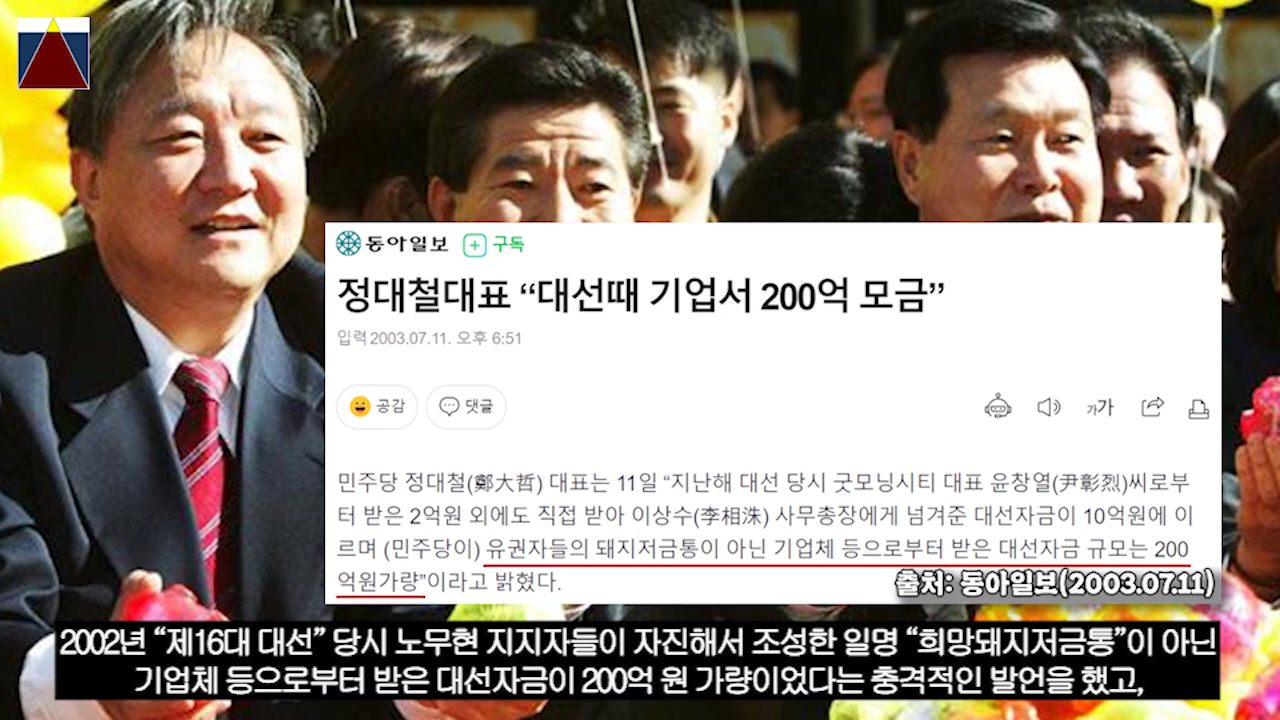 동아일보 구독
정대철대표 “대선때 기업서 200억 모금”
입력 2003.07.11. 오후 6:51
공감 댓글
가가
민주당 정대철(鄭大哲) 대표는 11일 “지난해 대선 당시 굿모닝시티 대표 윤창열(尹彰烈)씨로부
터 받은 2억원 외에도 직접 받아 이상수(李相洙) 사무총장에게 넘겨준 대선자금이 10억원에 이
르며 (민주당이) 유권자들의 돼지저금통이 아닌 기업체 등으로부터 받은 대선자금 규모는 200
억원가량”이라고 밝혔다.
출처: 동아일보(2003.07.11)
2002년 “제16대 대선” 당시 노무현 지지자들이 자진해서 조성한 일명 “희망돼지저금통”이 아닌
기업체 등으로부터 받은 대선자금이 200억 원 가량이었다는 충격적인 발언을 했고,